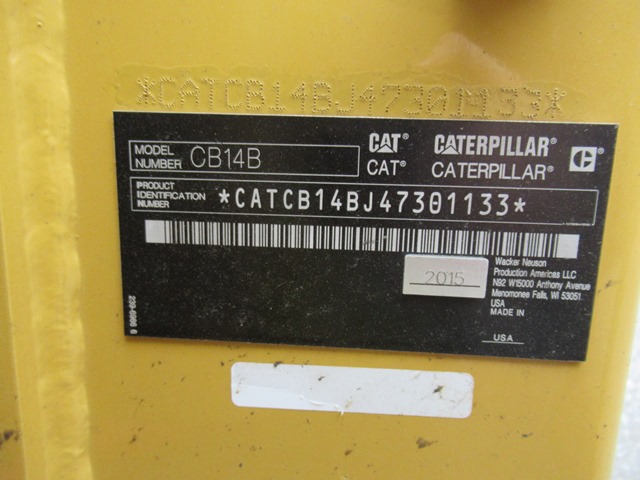 *CATCB14BJ47301133*
MODEL NUMBER CB14B
CAT® CATERPILLAR®
CAT® CATERPILLAR®
PRODUCT IDENTIFICATION NUMBER *CATCB14BJ47301133*
2015
Wacker Neuson
Production Americas LLC
N92 W15000 Anthony Avenue
Menomonee Falls, WI 53051
USA
MADE IN
USA